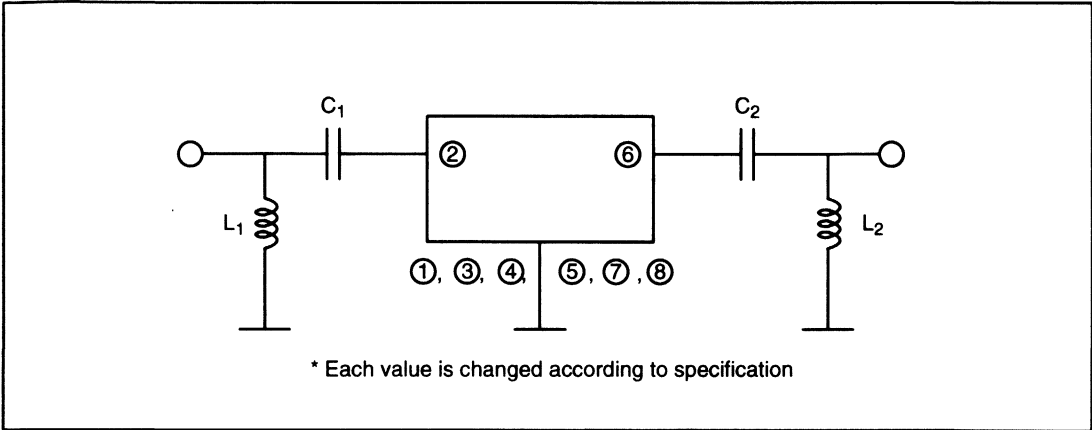 C₁ C₂
② ⑥
L₁ L₂
①, ③, ④, ⑤, ⑦, ⑧
* Each value is changed according to specification